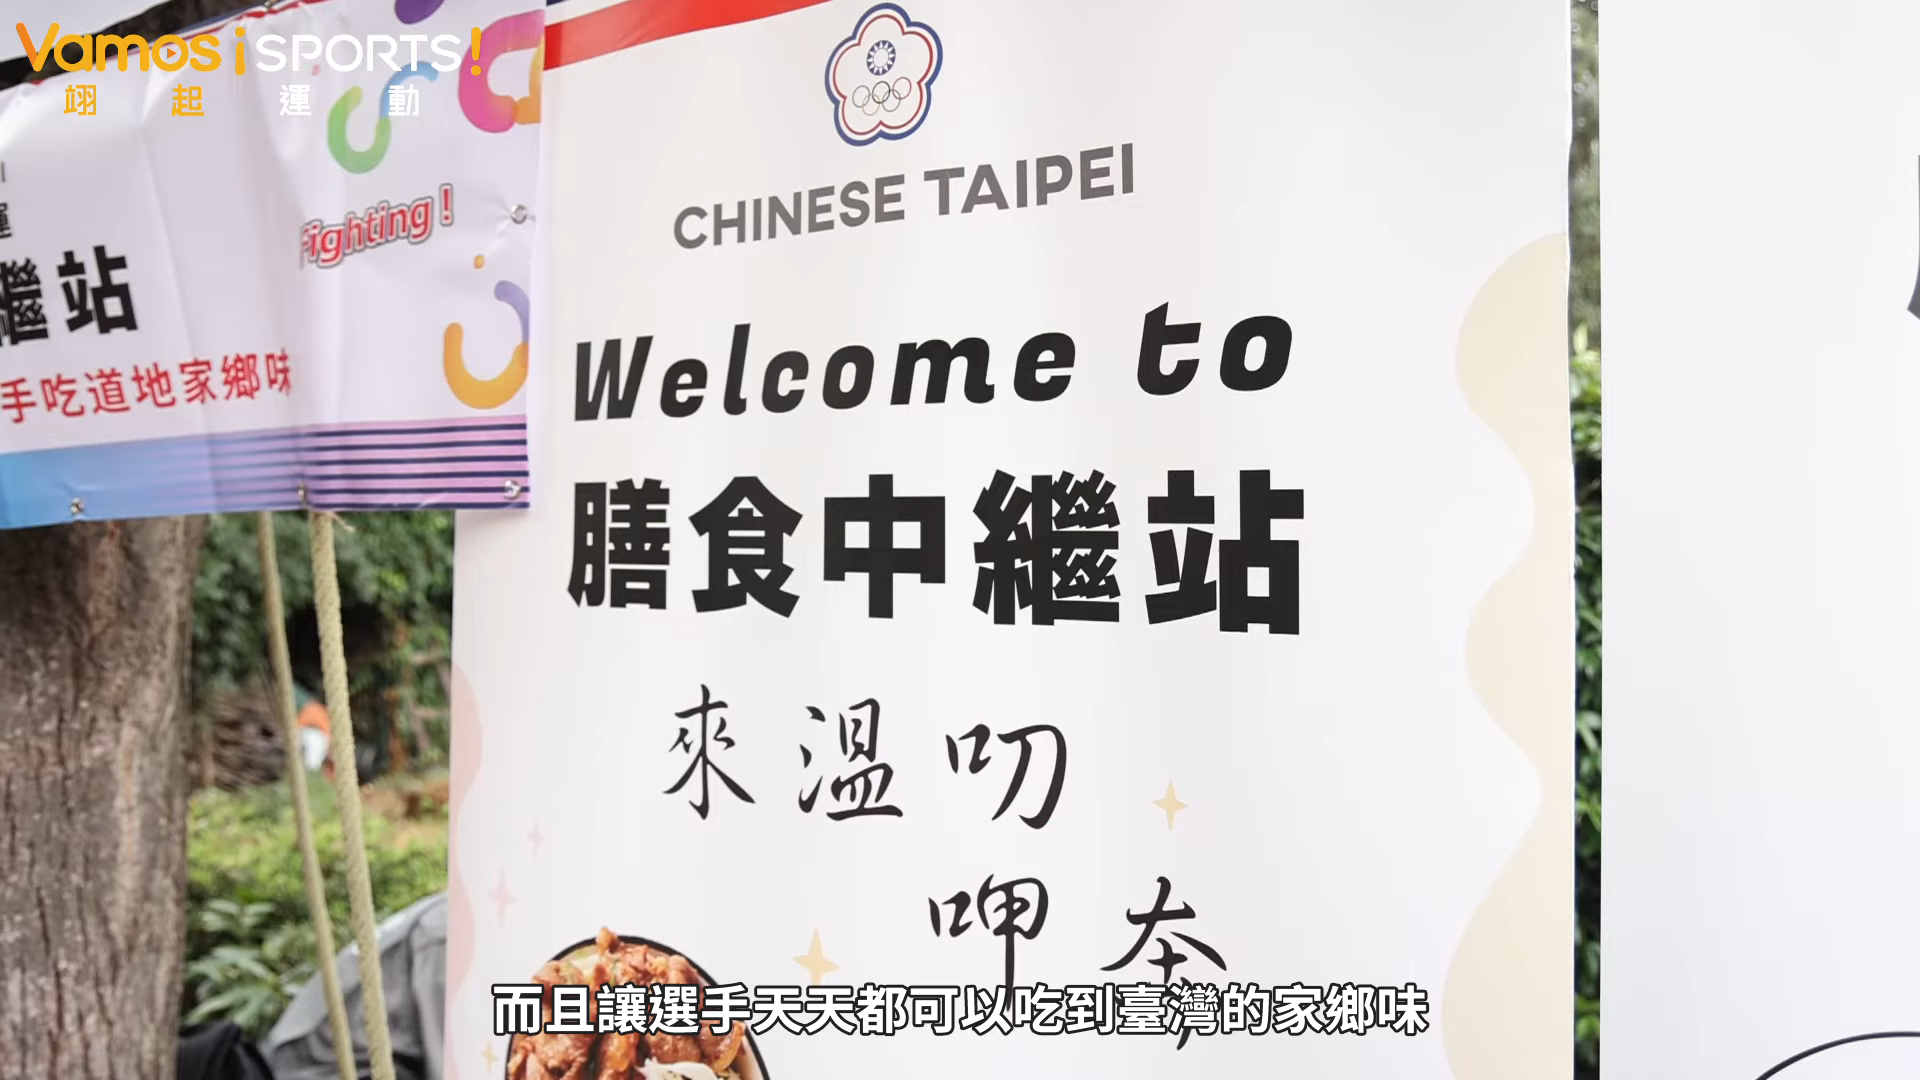 Vamos iSPORTS!
翊起運動
Fighting!
繼站
手吃道地家鄉味
CHINESE TAIPEI
Welcome to
膳食中繼站
來溫叨
呷
而且讓選手天天都可以吃到臺灣的家鄉味